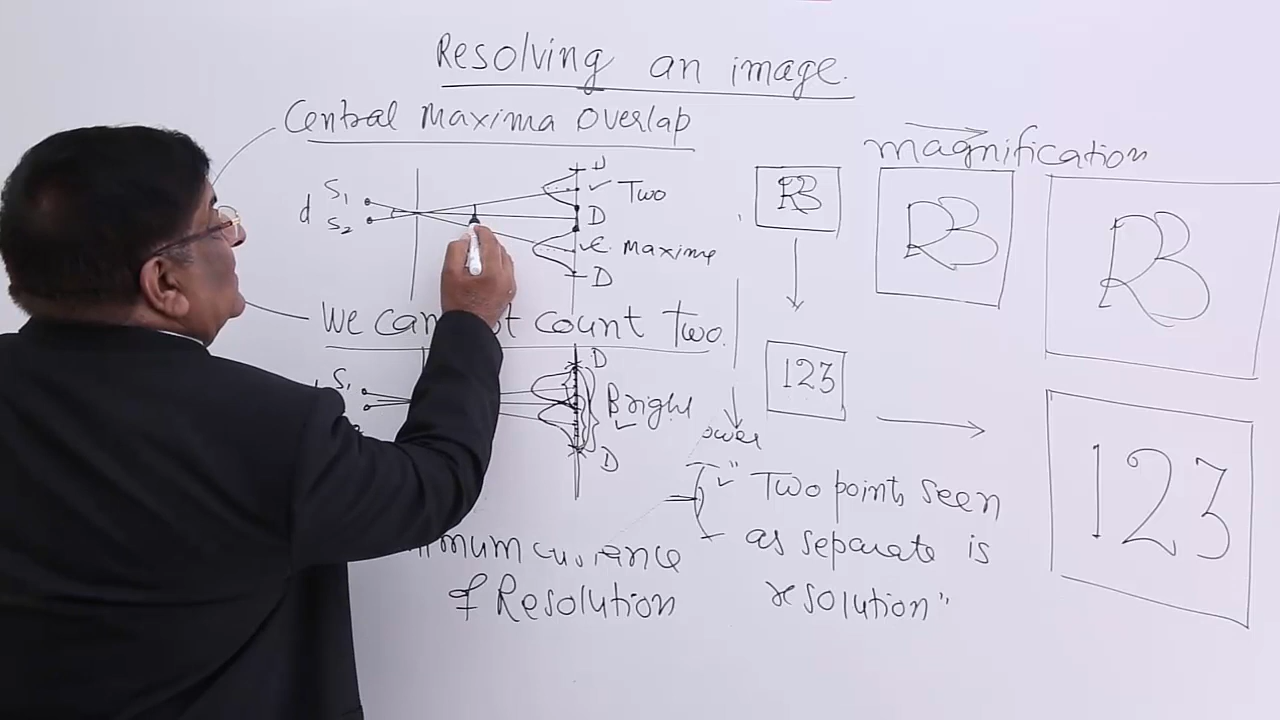 Resolving an image.
Central Maxima Overlap
magnification
S1
d
S2
D
✓ Two
D
Maxima
D
RB
RB
RB
We cannot count Two.
S1
D
Bright
D
123
123
"Two points seen
as separate is
resolution"
of Resolution